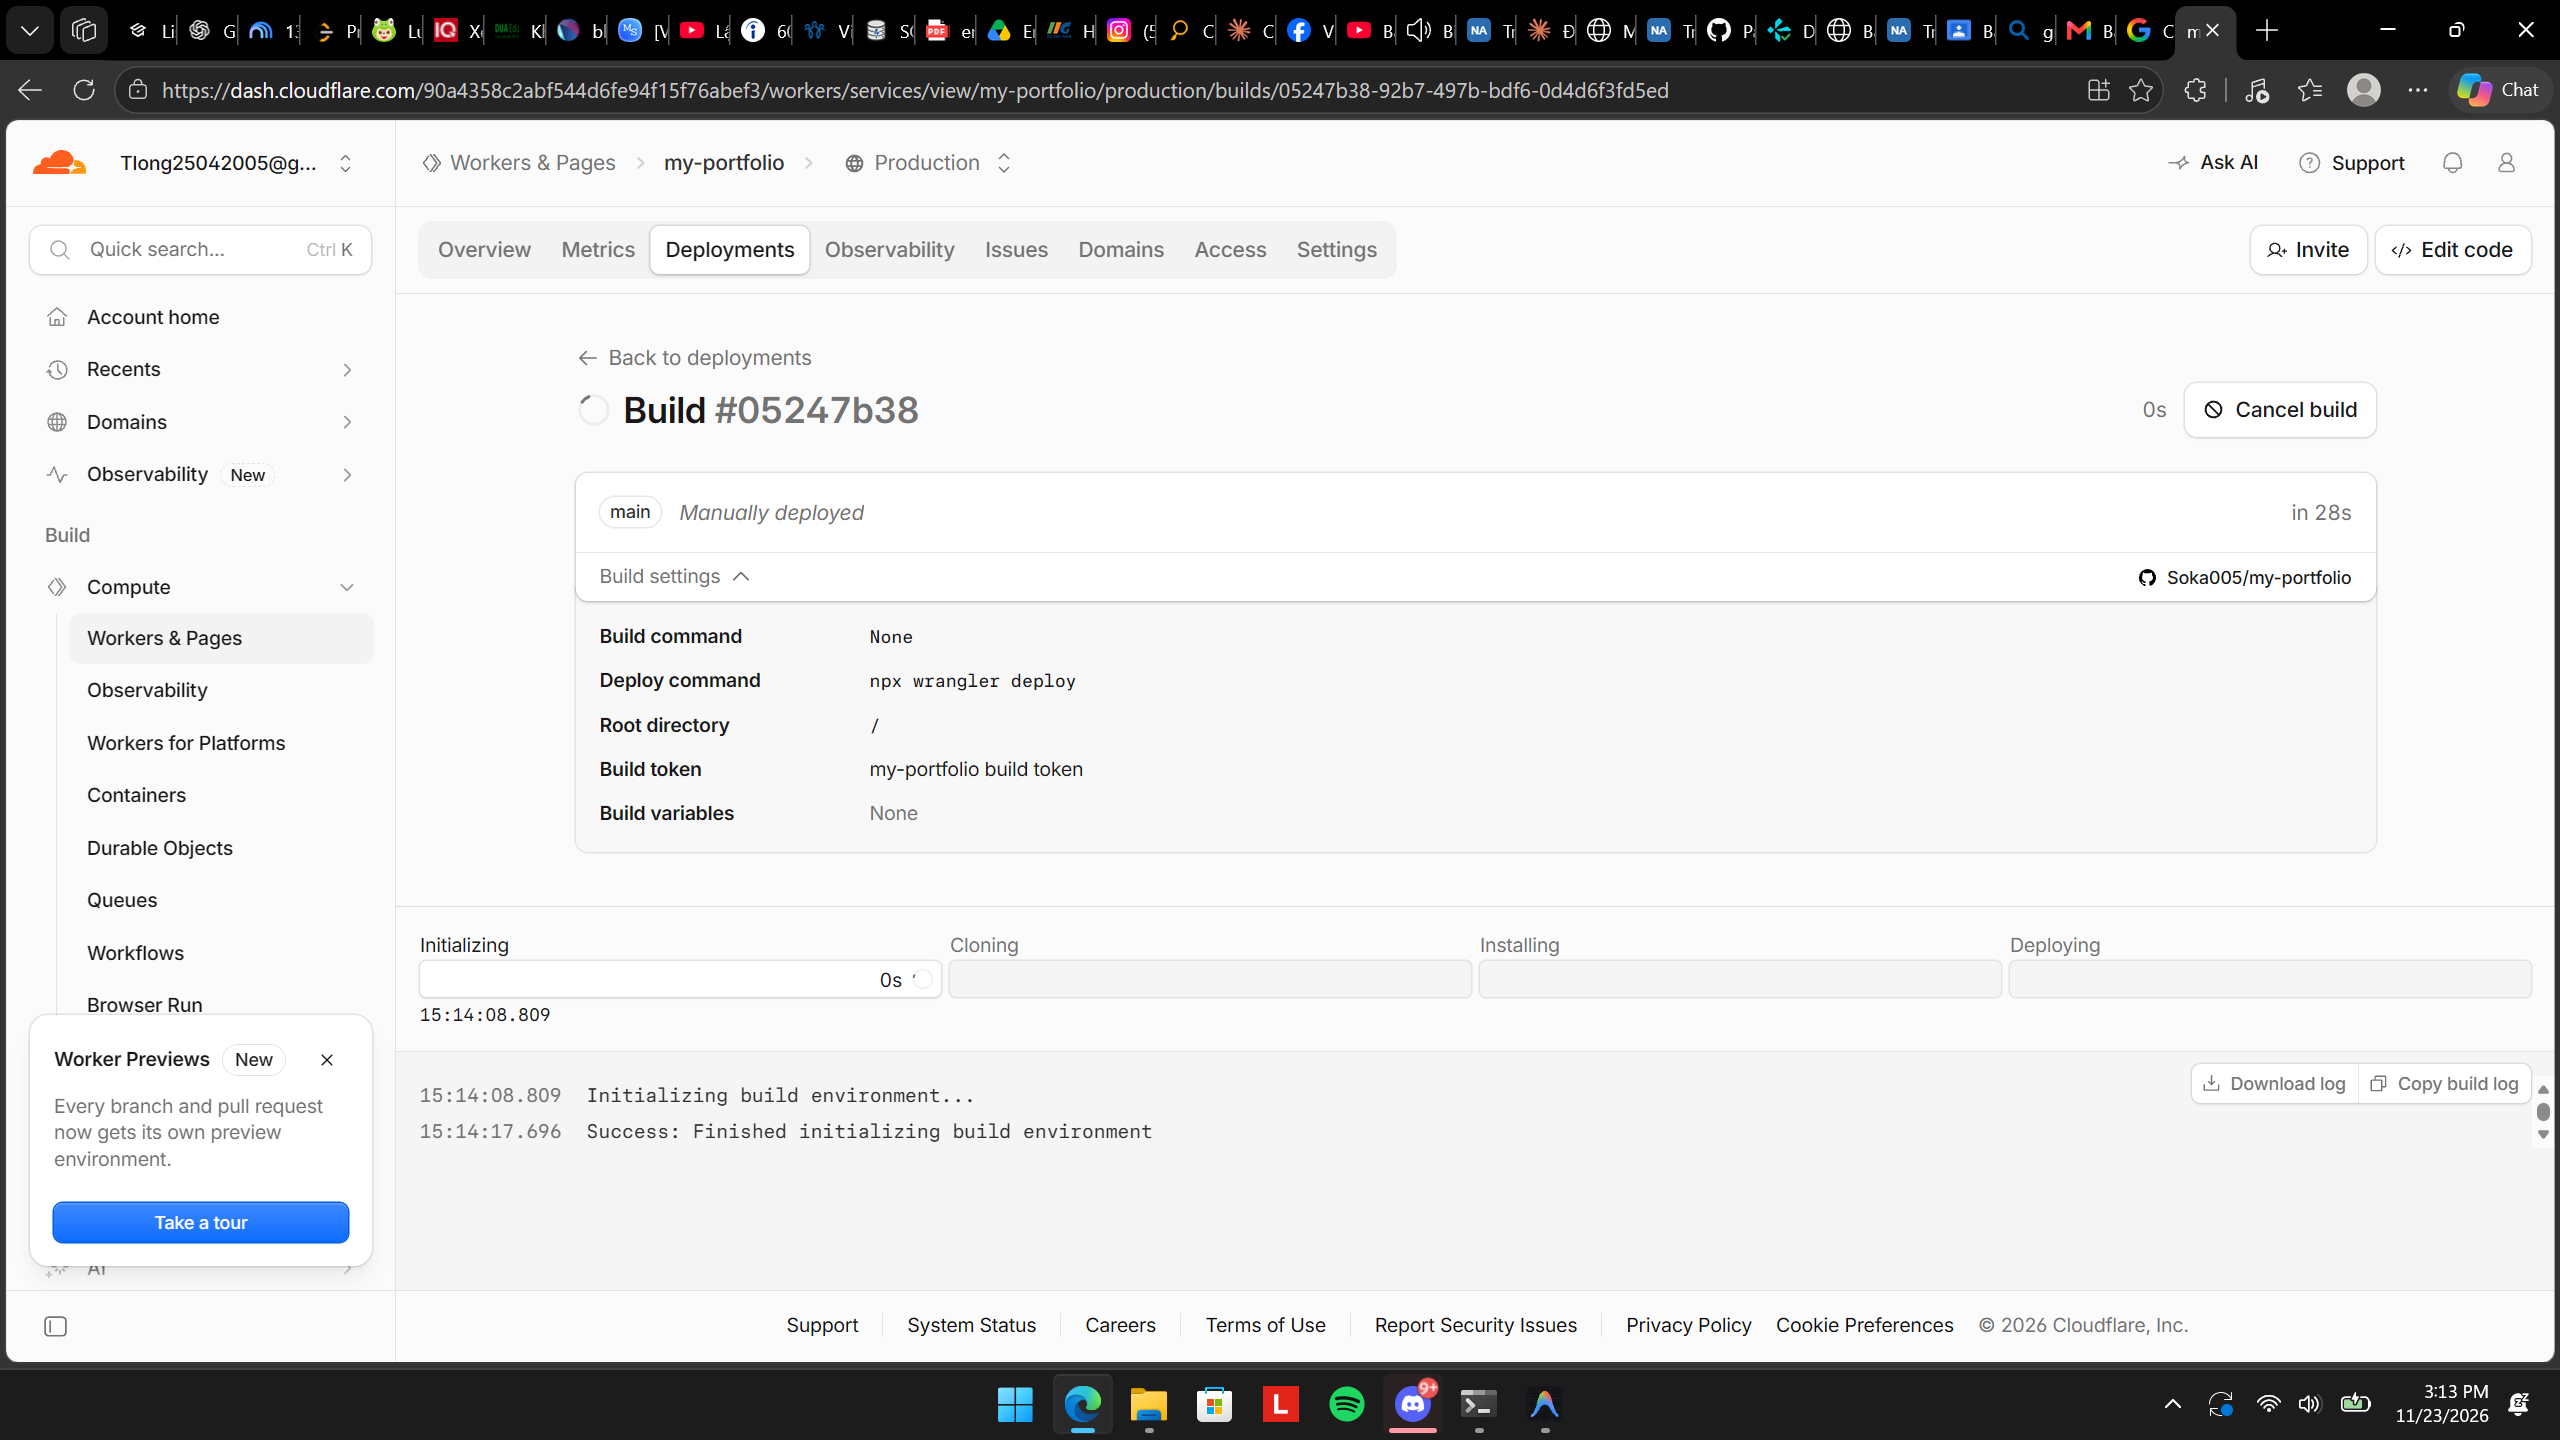 https://dash.cloudflare.com/90a4358c2abf544d6fe94f15f76abef3/workers/services/view/my-portfolio/production/builds/05247b38-92b7-497b-bdf6-0d4d6f3fd5ed
Chat
Tlong25042005@g...
Workers & Pages
my-portfolio
Production
Ask AI
Support
Quick search...
Ctrl K
Overview
Metrics
Deployments
Observability
Issues
Domains
Access
Settings
Invite
Edit code
Account home
Recents
Domains
Observability New
Build
Compute
Workers & Pages
Observability
Workers for Platforms
Containers
Durable Objects
Queues
Workflows
Browser Run
Worker Previews New
Every branch and pull request
now gets its own preview
environment.
Take a tour
AI
Back to deployments
Build #05247b38
0s
Cancel build
main Manually deployed
in 28s
Build settings
Soka005/my-portfolio
Build command None
Deploy command npx wrangler deploy
Root directory /
Build token my-portfolio build token
Build variables None
Initializing
Cloning
Installing
Deploying
0s
15:14:08.809
15:14:08.809 Initializing build environment...
15:14:17.696 Success: Finished initializing build environment
Download log
Copy build log
Support
System Status
Careers
Terms of Use
Report Security Issues
Privacy Policy
Cookie Preferences
© 2026 Cloudflare, Inc.
9+
3:13 PM
11/23/2026